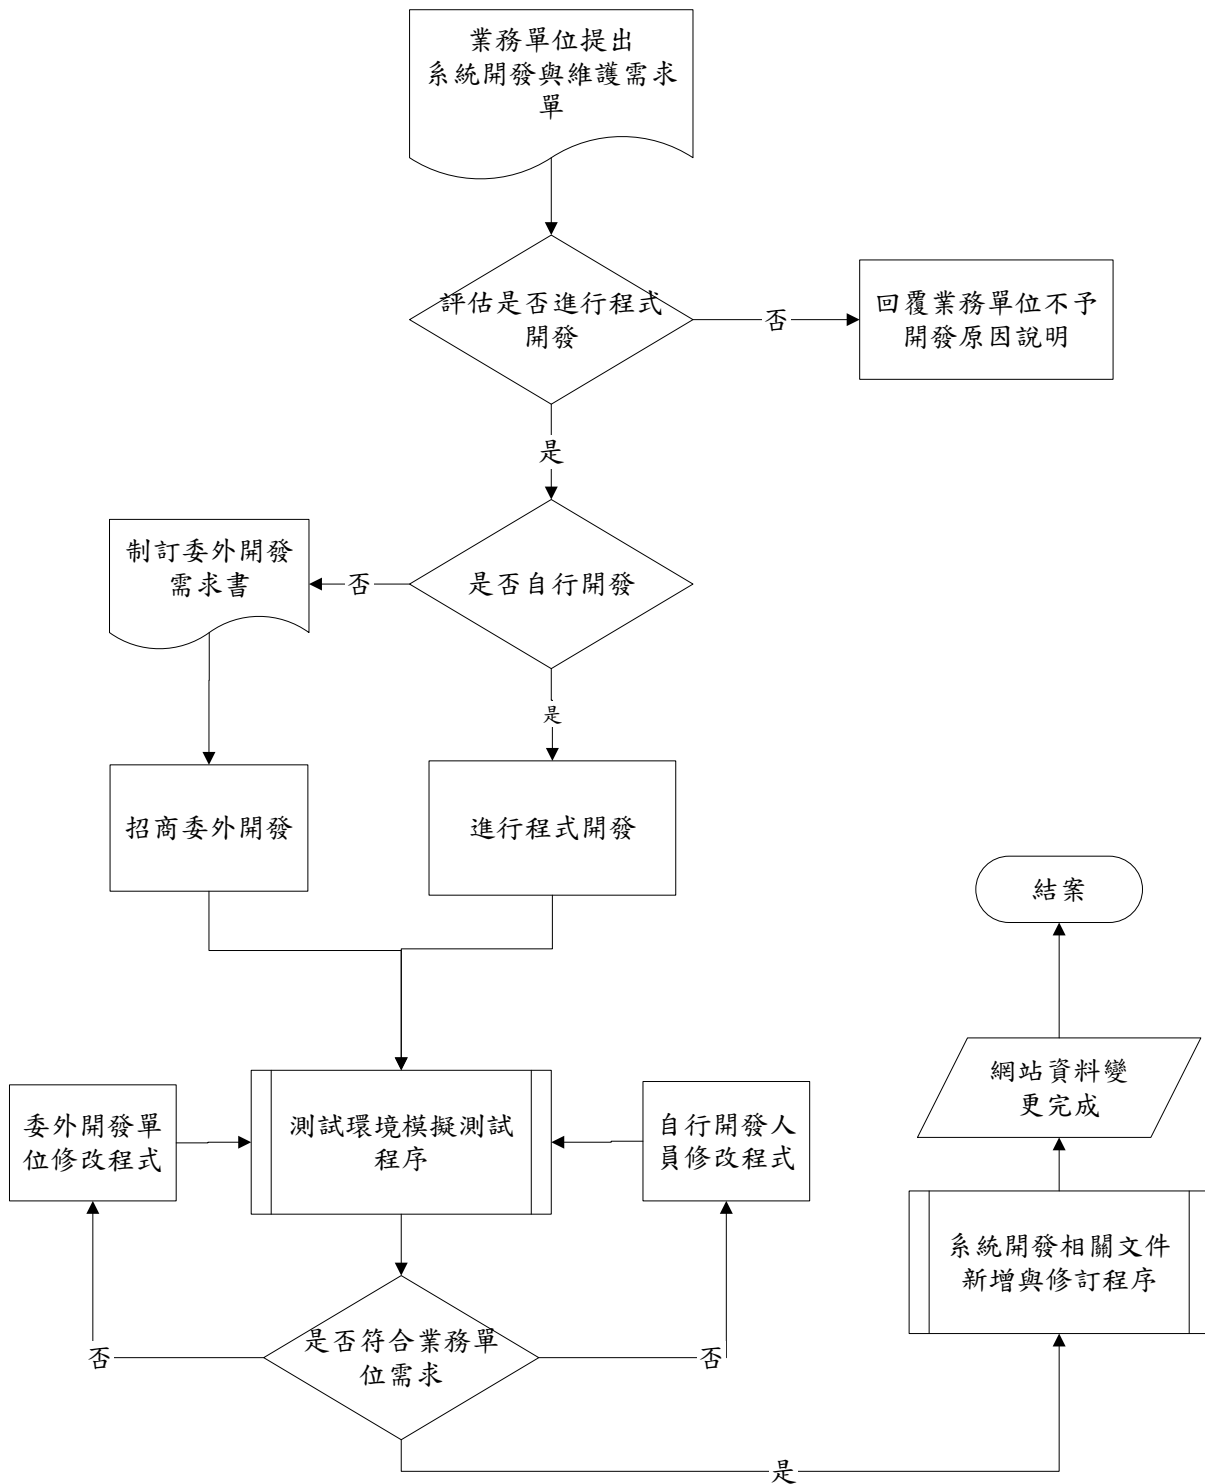 業務單位提出
系統開發與維護需求
單
評估是否進行程式
開發
否
回覆業務單位不予
開發原因說明
是
制訂委外開發
需求書
否
是否自行開發
是
招商委外開發
進行程式開發
結案
網站資料變
更完成
委外開發單
位修改程式
測試環境模擬測試
程序
自行開發人
員修改程式
系統開發相關文件
新增與修訂程序
否
是否符合業務單
位需求
否
是